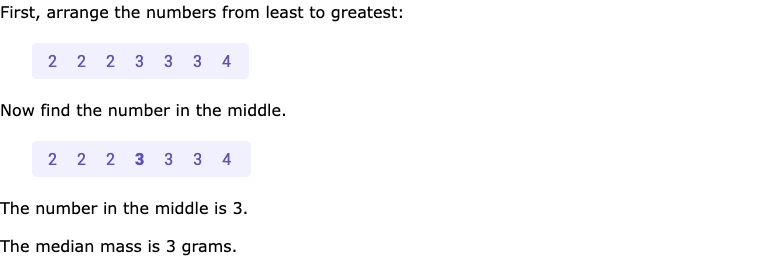 First, arrange the numbers from least to greatest:
2 2 2 3 3 3 4
Now find the number in the middle.
2 2 2 3 3 3 4
The number in the middle is 3.
The median mass is 3 grams.